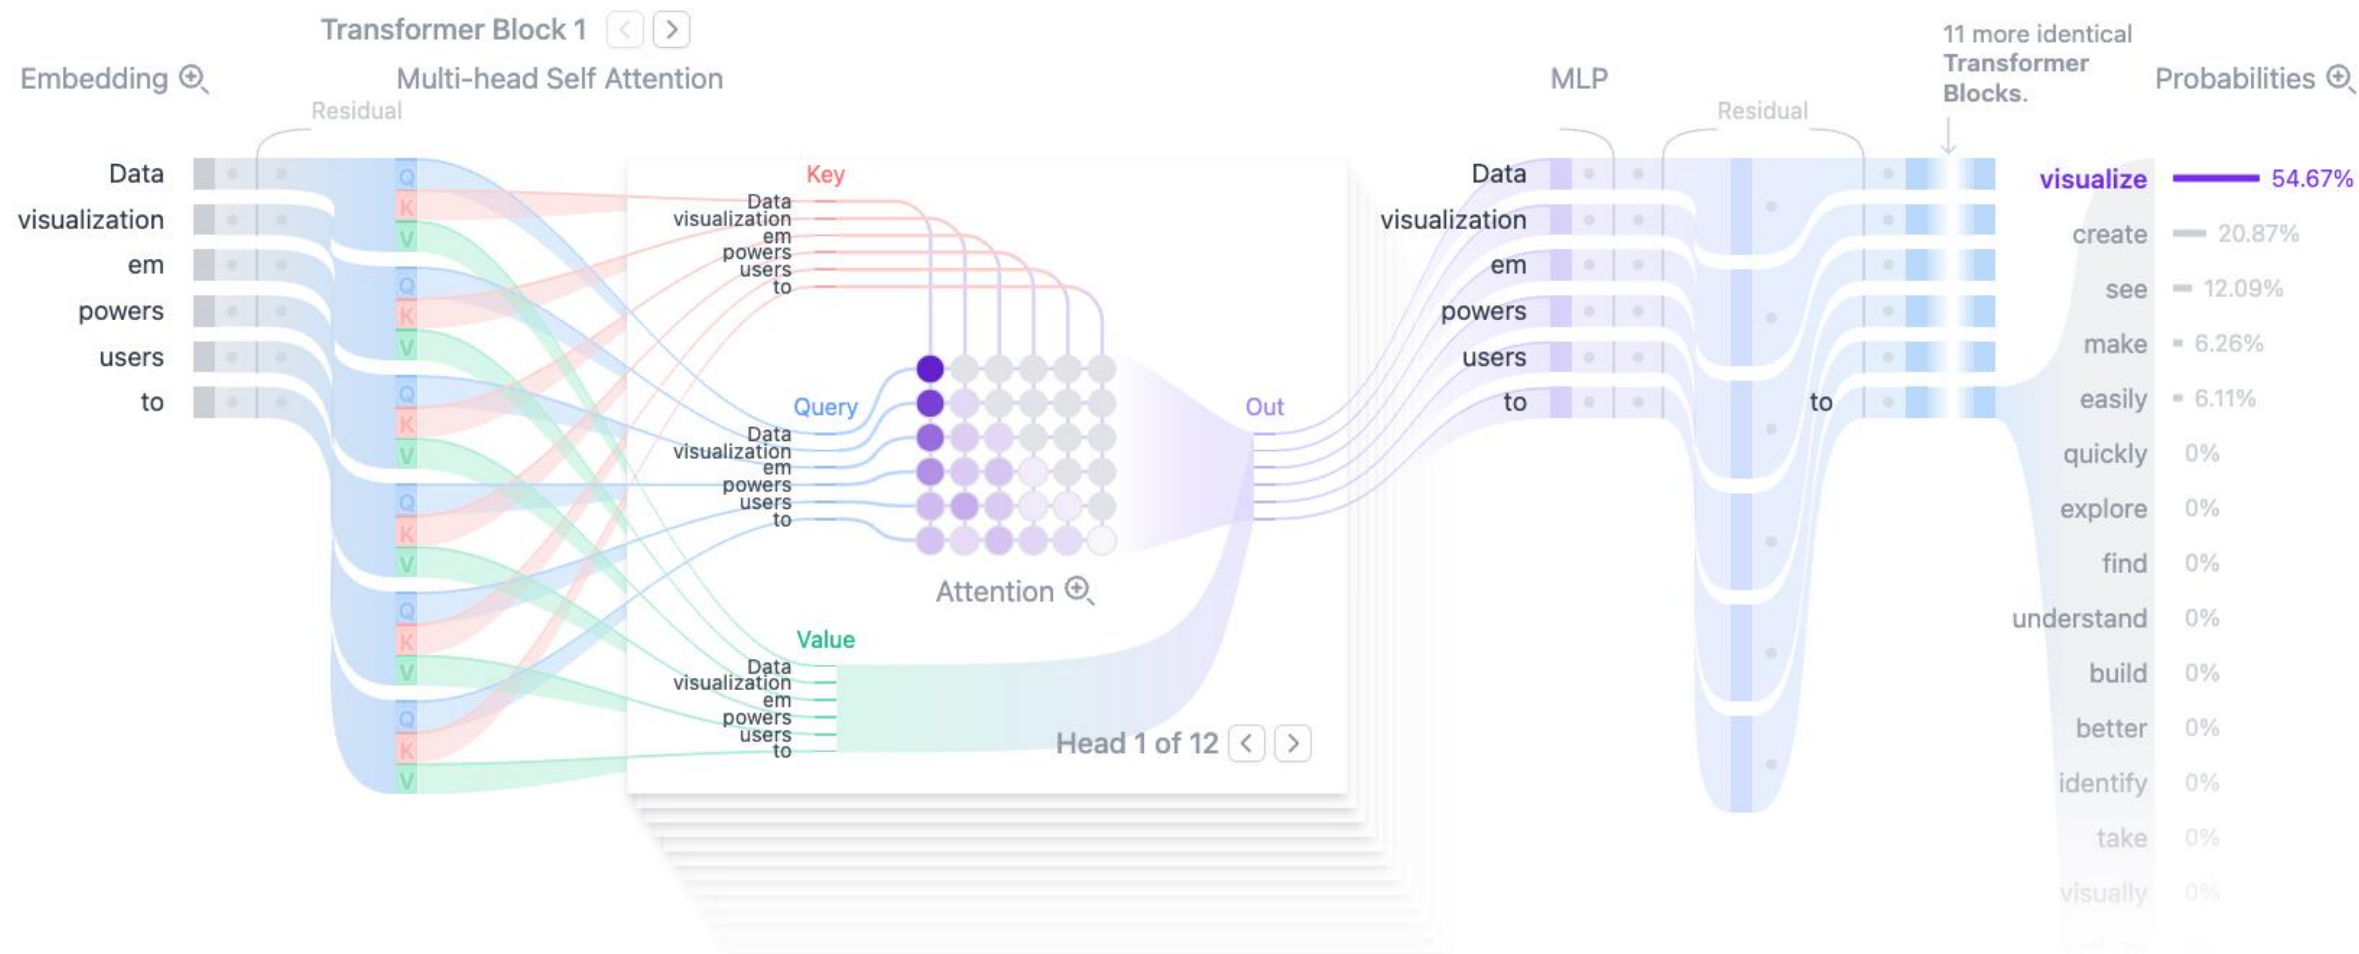 Transformer Block 1
Embedding
Multi-head Self Attention
Residual
Data
visualization
em
powers
users
to
Q
K
V
Q
K
V
Q
K
V
Q
K
V
Q
K
V
Q
K
V
Key
Data
visualization
em
powers
users
to
Query
Data
visualization
em
powers
users
to
Attention
Value
Data
visualization
em
powers
users
to
Out
Head 1 of 12
MLP
Residual
Data
visualization
em
powers
users
to
to
11 more identical
Transformer
Blocks.
Probabilities
visualize 54.67%
create 20.87%
see 12.09%
make 6.26%
easily 6.11%
quickly 0%
explore 0%
find 0%
understand 0%
build 0%
better 0%
identify 0%
take 0%
visually 0%